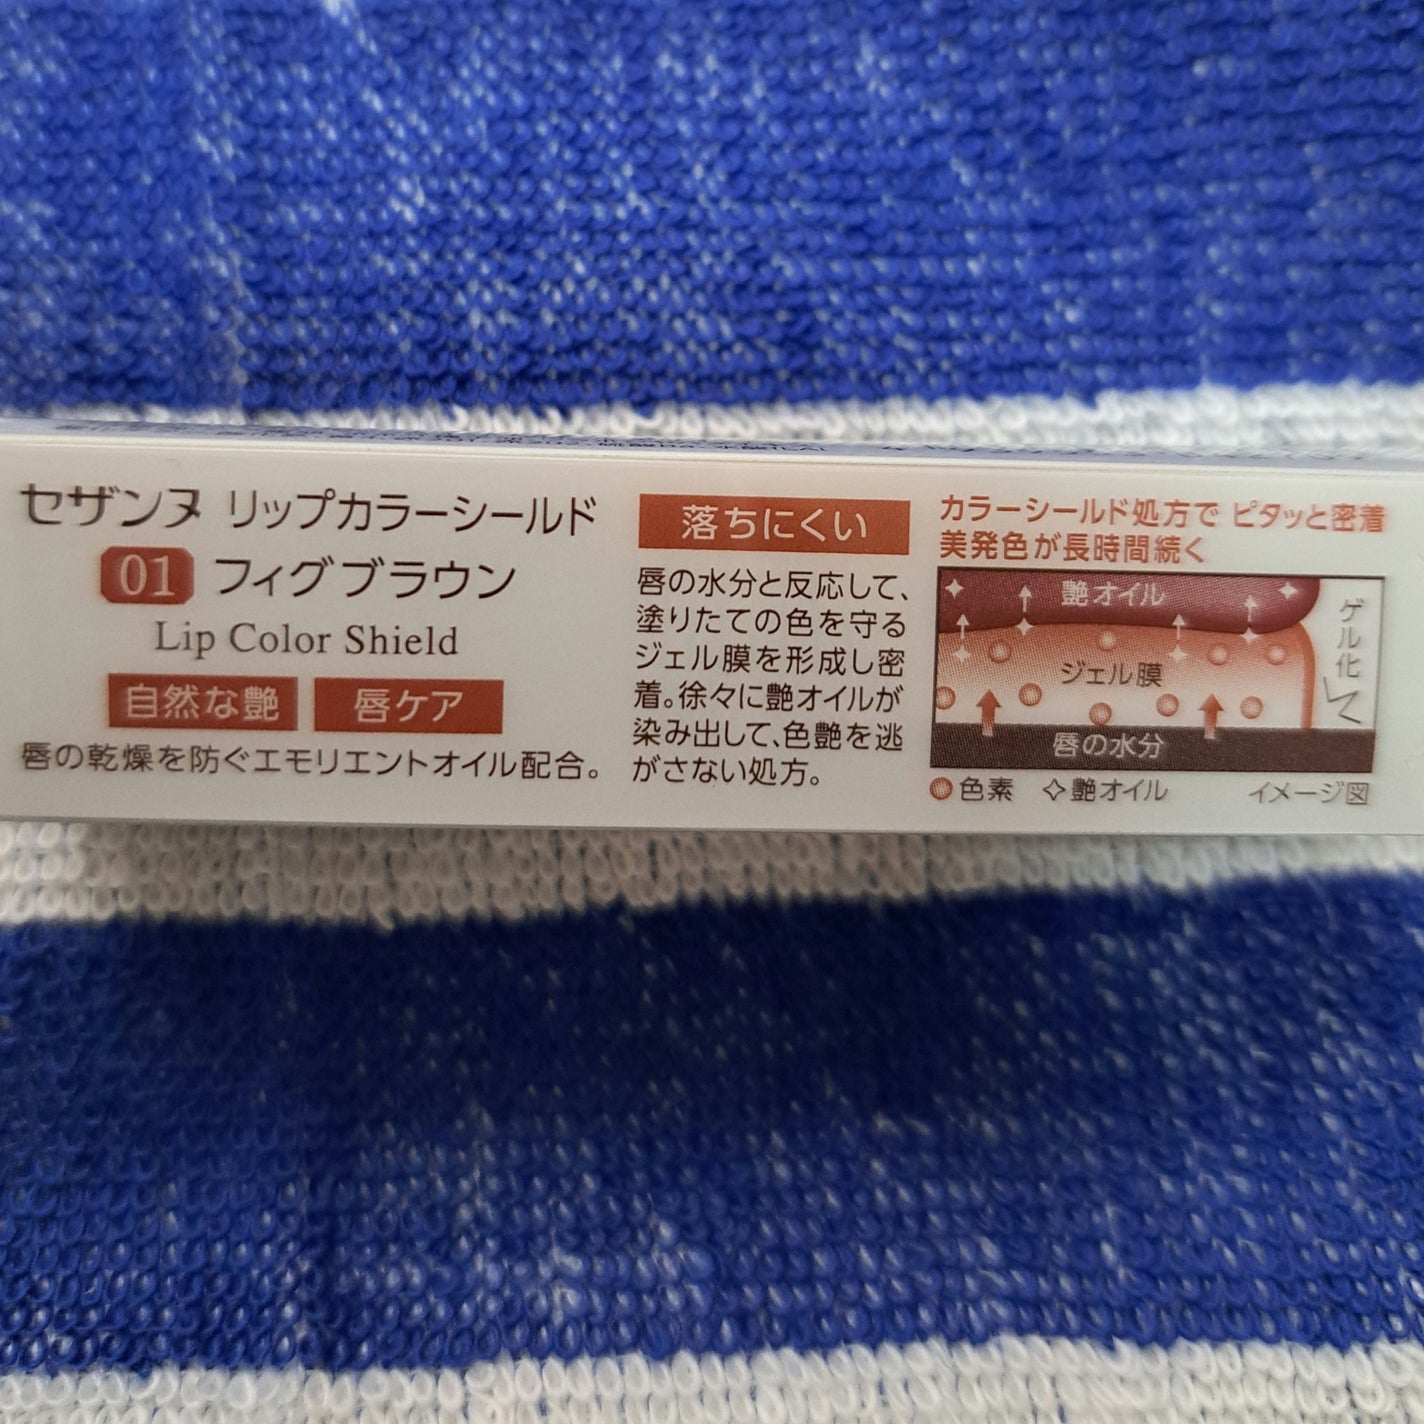 セザンヌ リップカラーシールド
01 フィグブラウン
Lip Color Shield
自然な艶 唇ケア
唇の乾燥を防ぐエモリエントオイル配合。
落ちにくい
唇の水分と反応して、
塗りたての色を守る
ジェル膜を形成し密
着。徐々に艶オイルが
染み出して、色艶を逃
がさない処方。
カラーシールド処方で ピタッと密着
美発色が長時間続く
艶オイル
ジェル膜
唇の水分
ゲル化
色素 艶オイル イメージ図